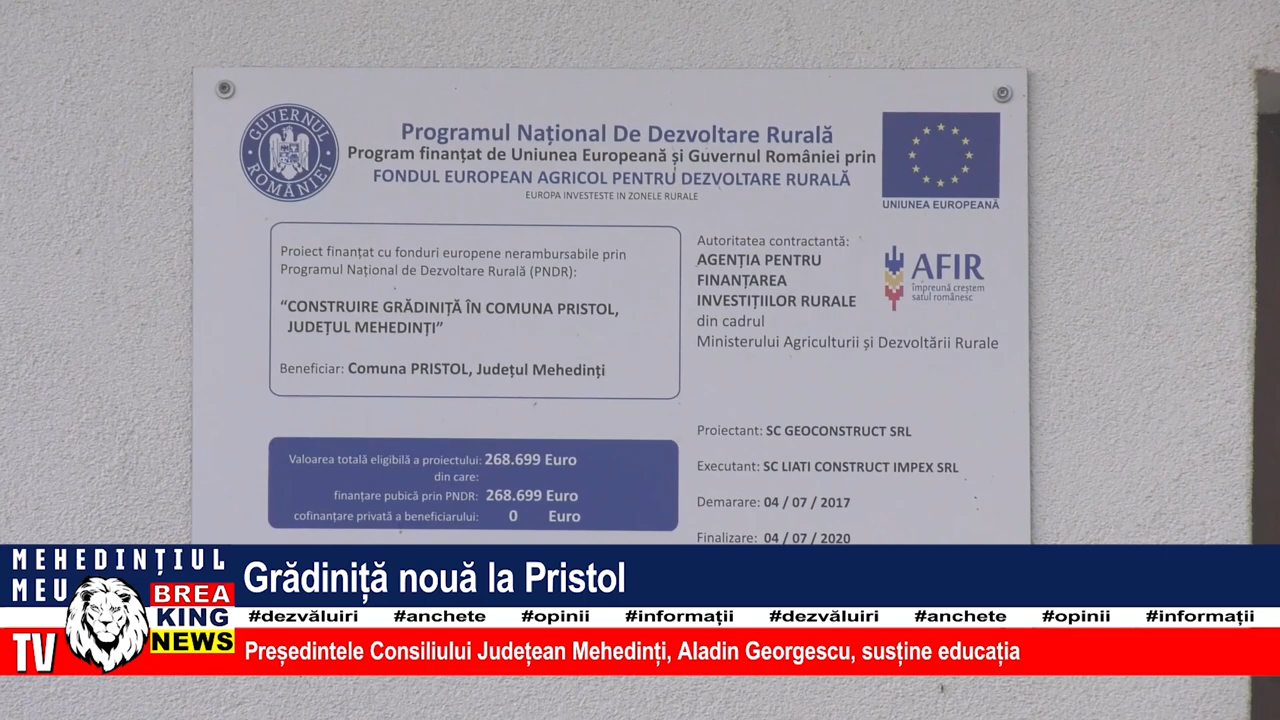 GUVERNUL ROMÂNIEI
Programul Național De Dezvoltare Rurală
Program finanțat de Uniunea Europeană și Guvernul României prin
FONDUL EUROPEAN AGRICOL PENTRU DEZVOLTARE RURALĂ
EUROPA INVESTESTE IN ZONELE RURALE
UNIUNEA EUROPEANĂ
Proiect finanțat cu fonduri europene nerambursabile prin
Programul Național de Dezvoltare Rurală (PNDR):
“CONSTRUIRE GRĂDINIȚĂ ÎN COMUNA PRISTOL,
JUDEȚUL MEHEDINȚI”
Beneficiar: Comuna PRISTOL, Județul Mehedinți
Valoarea totală eligibilă a proiectului: 268.699 Euro
din care:
finanțare pubică prin PNDR: 268.699 Euro
cofinanțare privată a beneficiarului: 0 Euro
Autoritatea contractantă:
AGENȚIA PENTRU
FINANȚAREA
INVESTIȚIILOR RURALE
din cadrul
Ministerului Agriculturii și Dezvoltării Rurale
AFIR
împreună creștem
satul românesc
Proiectant: SC GEOCONSTRUCT SRL
Executant: SC LIATI CONSTRUCT IMPEX SRL
Demarare: 04 / 07 / 2017
Finalizare: 04 / 07 / 2020
MEHEDINȚIUL
MEU
TV
BREA
KING
NEWS
Grădiniță nouă la Pristol
#dezvăluiri #anchete #opinii #informații #dezvăluiri #anchete #opinii #informații
Președintele Consiliului Județean Mehedinți, Aladin Georgescu, susține educația